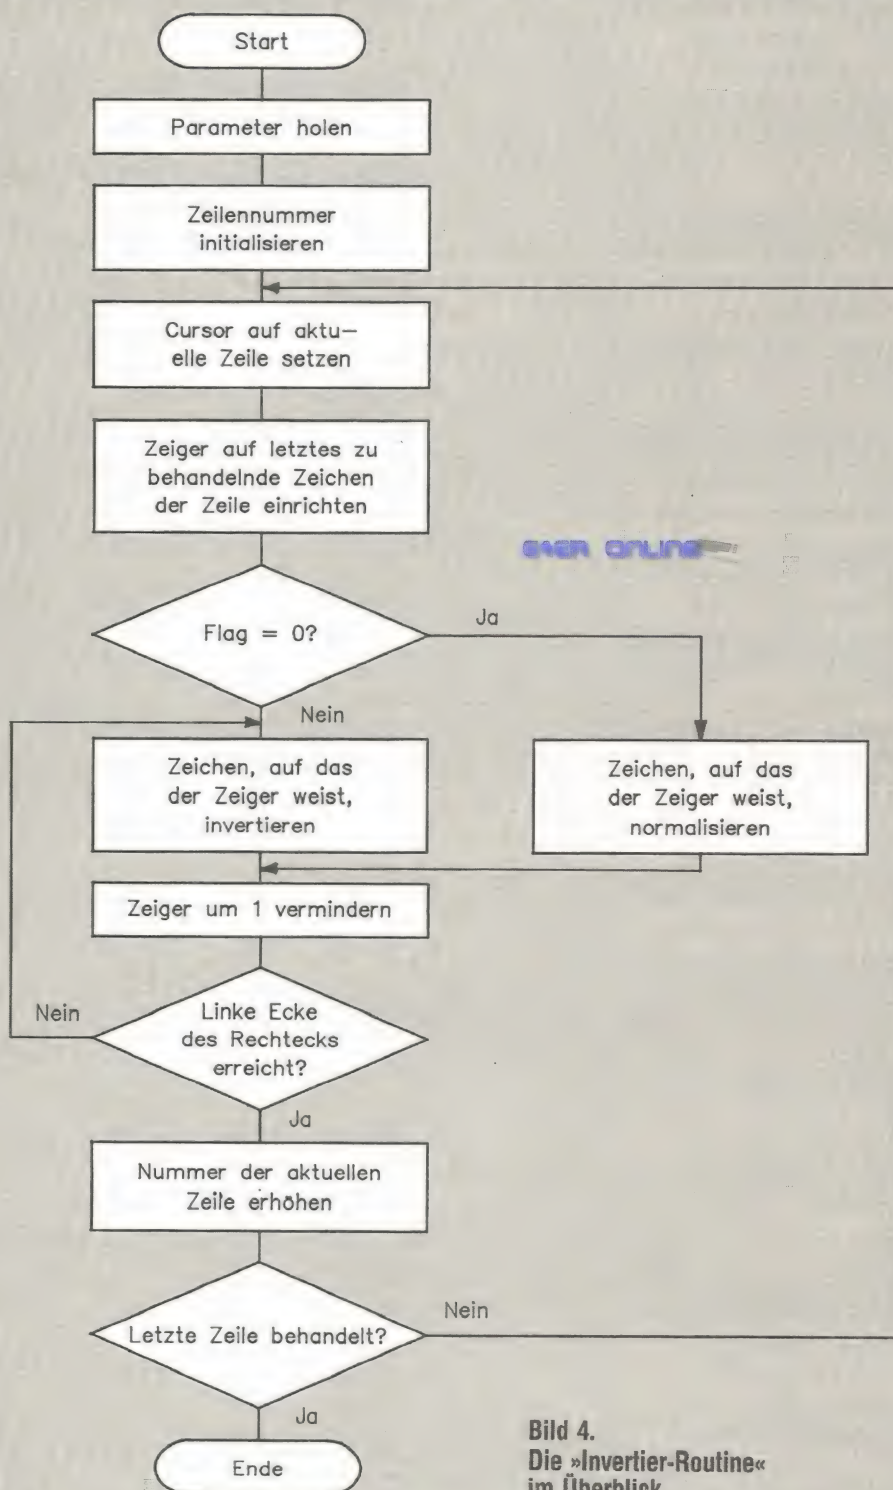 Start
Parameter holen
Zeilennummer
initialisieren
Cursor auf aktu–
elle Zeile setzen
Zeiger auf letztes zu
behandelnde Zeichen
der Zeile einrichten
64ER ONLINE
Flag = 0?
Ja
Nein
Zeichen, auf das
der Zeiger weist,
invertieren
Zeichen, auf das
der Zeiger weist,
normalisieren
Zeiger um 1 vermindern
Nein
Linke Ecke
des Rechtecks
erreicht?
Ja
Nummer der aktuellen
Zeile erhöhen
Nein
Letzte Zeile behandelt?
Ja
Ende
Bild 4.
Die »Invertier-Routine«
im Überblick